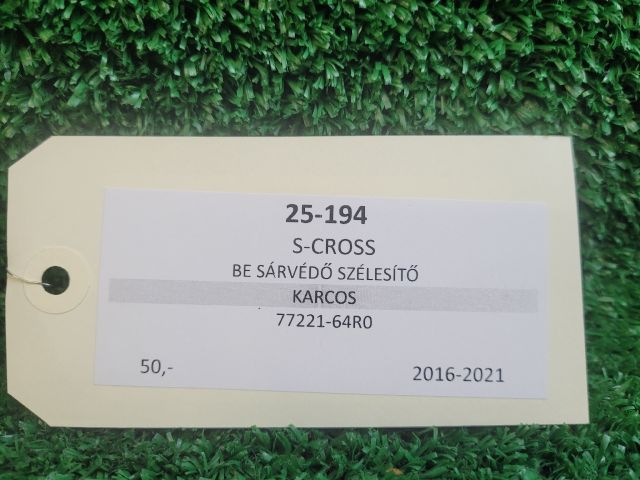 25-194
S-CROSS
BE SÁRVÉDŐ SZÉLESÍTŐ
KARCOS
77221-64R0
50,- 2016-2021